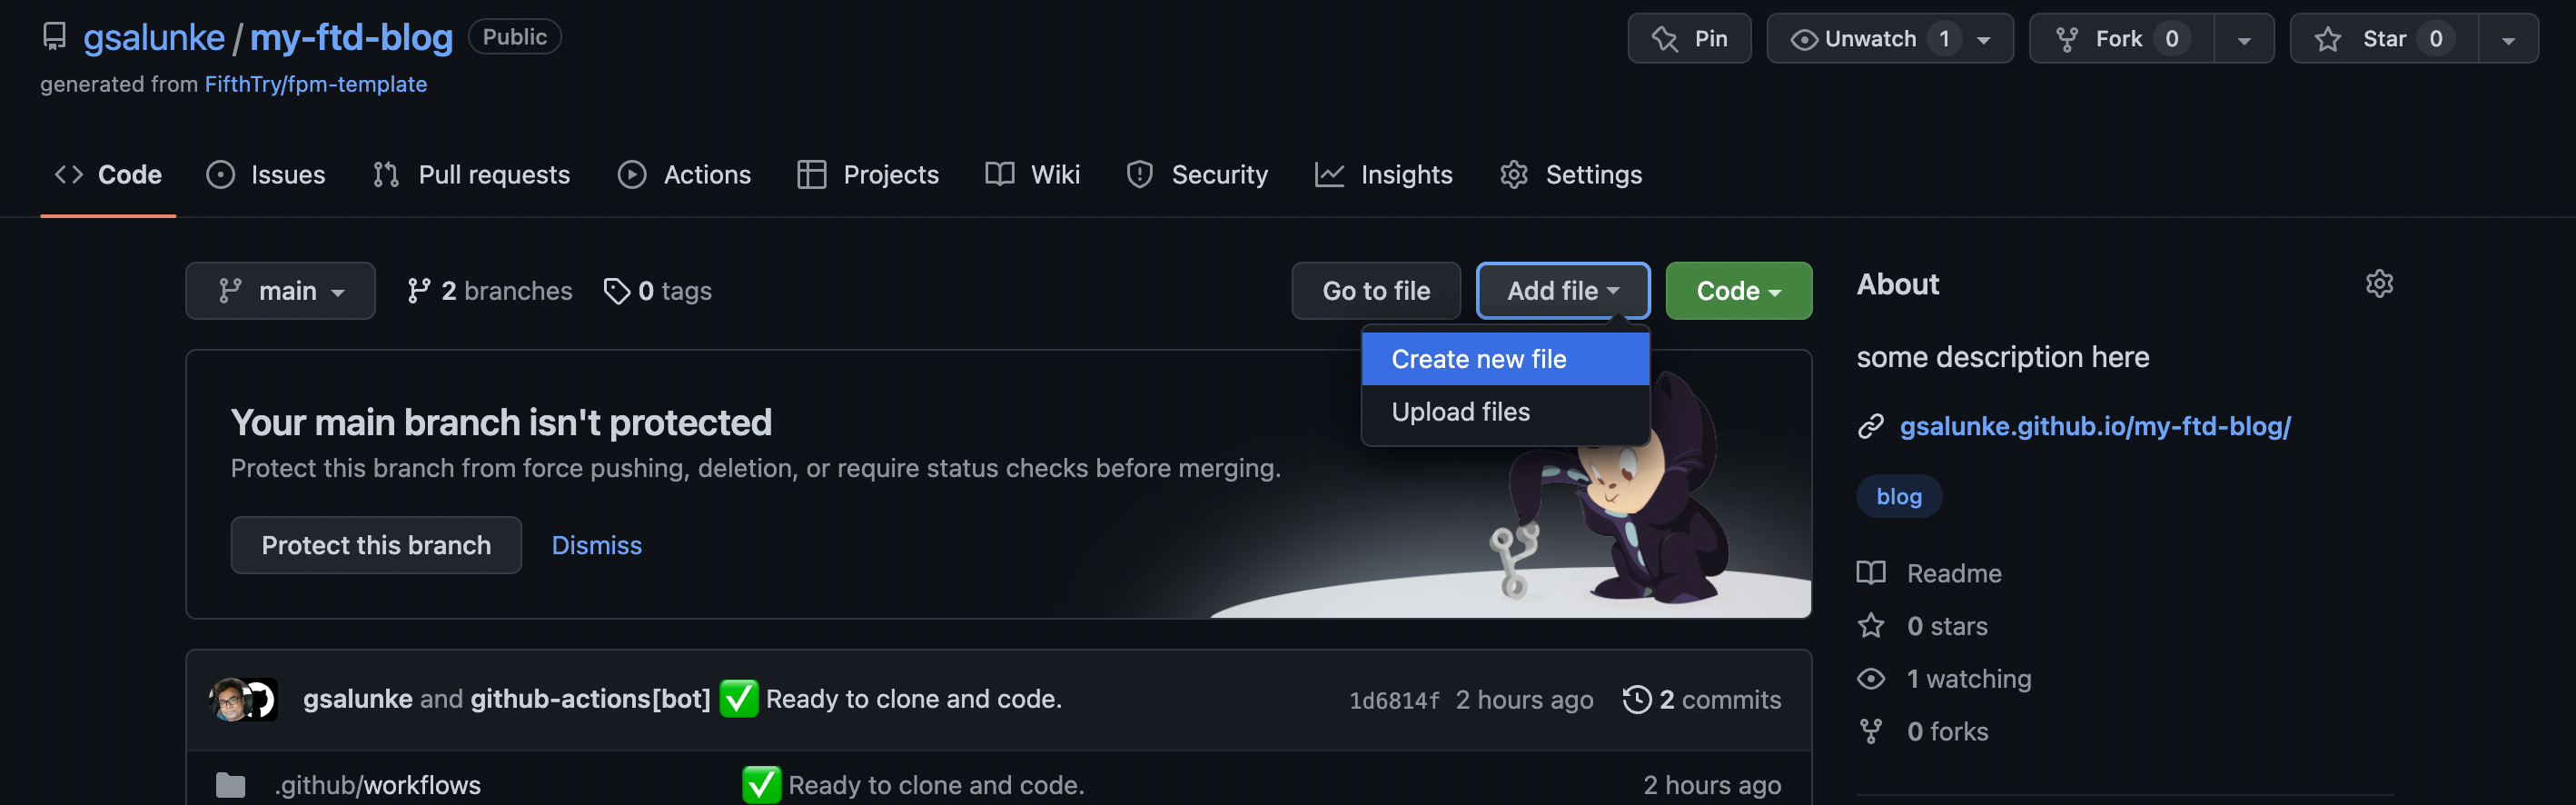 gsalunke / my-ftd-blog Public Pin Unwatch 1 Fork 0 Star 0
generated from FifthTry/fpm-template
Code Issues Pull requests Actions Projects Wiki Security Insights Settings
main 2 branches 0 tags Go to file Add file Code
Create new file
Upload files
Your main branch isn't protected
Protect this branch from force pushing, deletion, or require status checks before merging.
Protect this branch Dismiss
gsalunke and github-actions[bot] ✅ Ready to clone and code. 1d6814f 2 hours ago 2 commits
.github/workflows ✅ Ready to clone and code. 2 hours ago
About
some description here
gsalunke.github.io/my-ftd-blog/
blog
Readme
0 stars
1 watching
0 forks